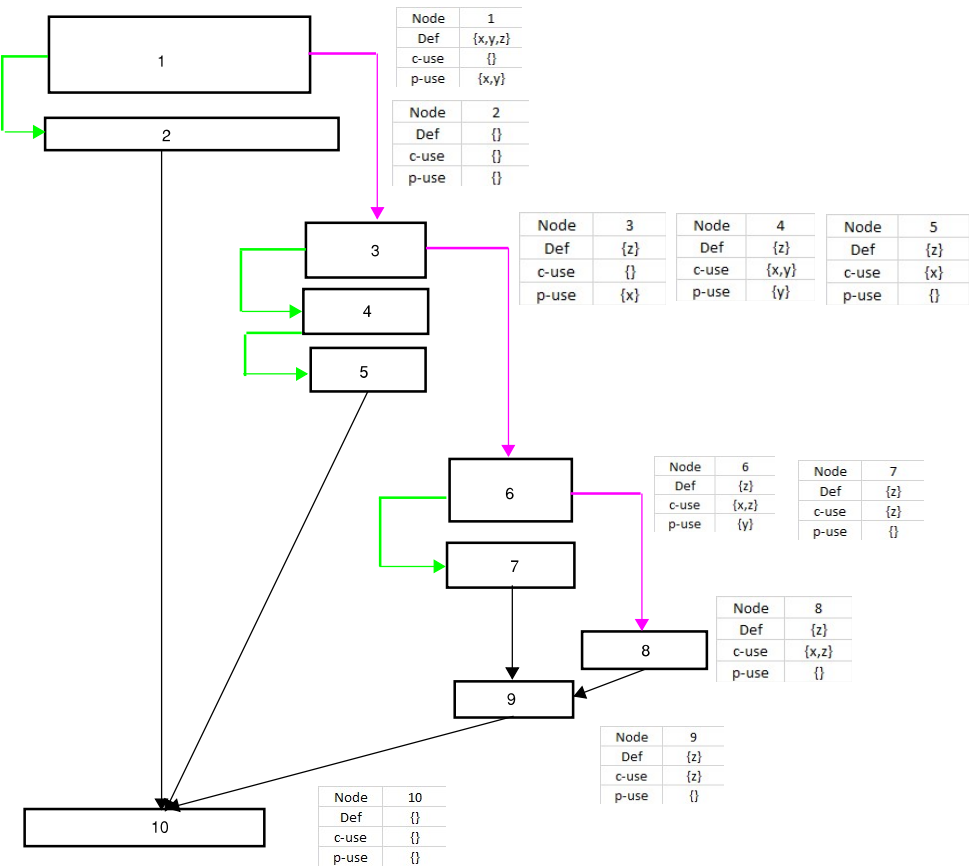 1
Node 1
Def {x,y,z}
c-use {}
p-use {x,y}
2
Node 2
Def {}
c-use {}
p-use {}
3
Node 3
Def {z}
c-use {}
p-use {x}
Node 4
Def {z}
c-use {x,y}
p-use {y}
Node 5
Def {z}
c-use {x}
p-use {}
4
5
6
Node 6
Def {z}
c-use {x,z}
p-use {y}
Node 7
Def {z}
c-use {z}
p-use {}
7
8
Node 8
Def {z}
c-use {x,z}
p-use {}
9
Node 9
Def {z}
c-use {z}
p-use {}
10
Node 10
Def {}
c-use {}
p-use {}